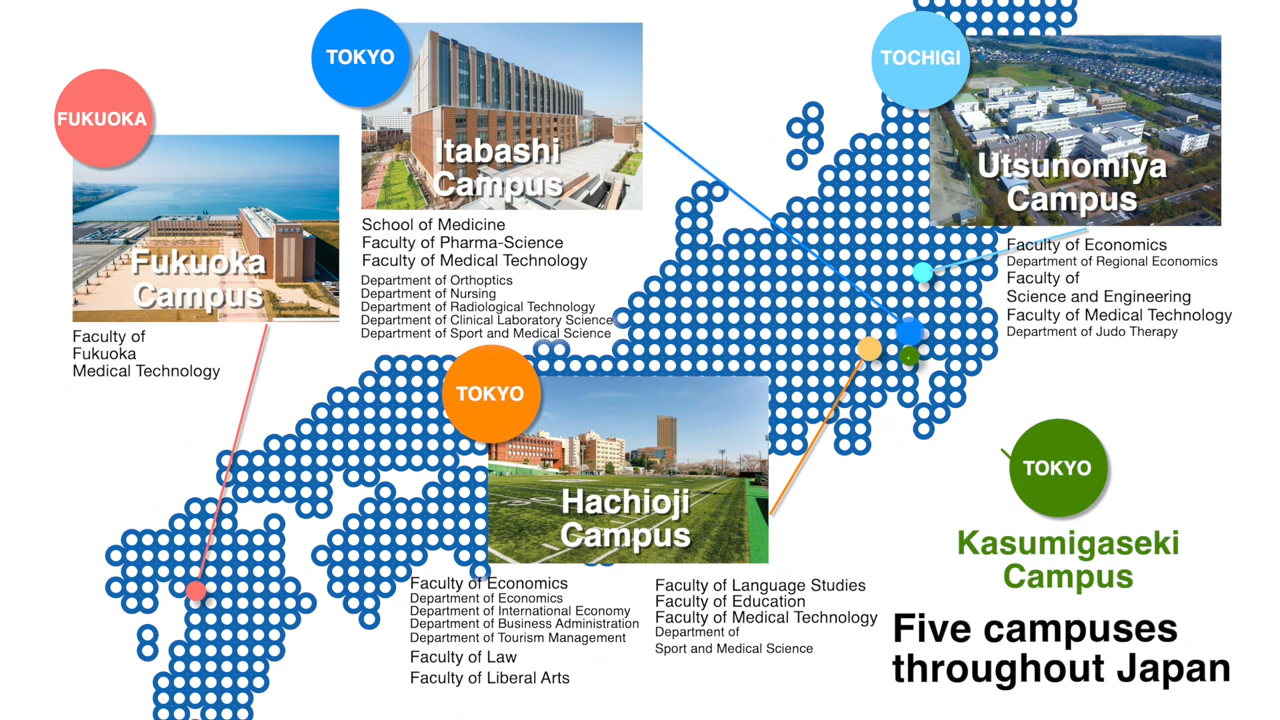 FUKUOKA
Fukuoka
Campus
Faculty of
Fukuoka
Medical Technology
TOKYO
Itabashi
Campus
School of Medicine
Faculty of Pharma-Science
Faculty of Medical Technology
Department of Orthoptics
Department of Nursing
Department of Radiological Technology
Department of Clinical Laboratory Science
Department of Sport and Medical Science
TOCHIGI
Utsunomiya
Campus
Faculty of Economics
Department of Regional Economics
Faculty of
Science and Engineering
Faculty of Medical Technology
Department of Judo Therapy
TOKYO
Hachioji
Campus
Faculty of Economics
Department of Economics
Department of International Economy
Department of Business Administration
Department of Tourism Management
Faculty of Law
Faculty of Liberal Arts
Faculty of Language Studies
Faculty of Education
Faculty of Medical Technology
Department of
Sport and Medical Science
TOKYO
Kasumigaseki
Campus
Five campuses
throughout Japan